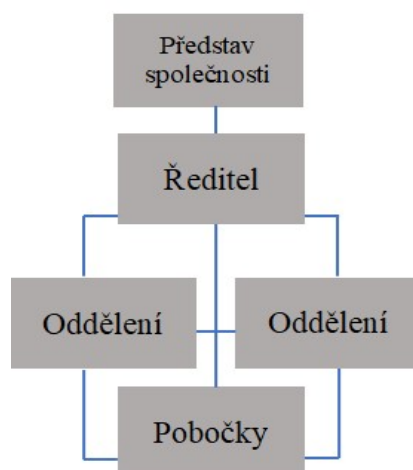 Představ
společnosti
Ředitel
Oddělení
Oddělení
Pobočky